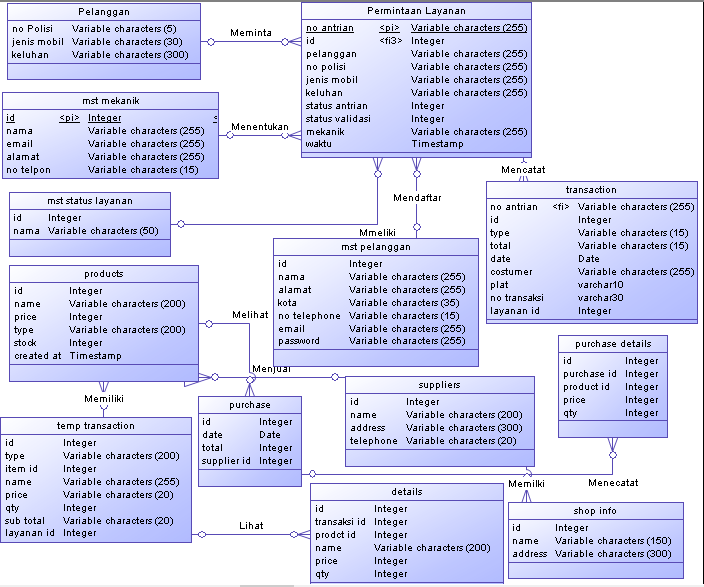 Pelanggan
no Polisi Variable characters (5)
jenis mobil Variable characters (30)
keluhan Variable characters (300)
Meminta
Permintaan Layanan
no antrian <pi> Variable characters (255)
id <fi3> Integer
pelanggan Variable characters (255)
no polisi Variable characters (255)
jenis mobil Variable characters (255)
keluhan Variable characters (255)
status antrian Integer
status validasi Integer
mekanik Variable characters (255)
waktu Timestamp
mst mekanik
id <pi> Integer <
nama Variable characters (255)
email Variable characters (255)
alamat Variable characters (255)
no telpon Variable characters (15)
Menentukan
Mencatat
Mendaftar
transaction
no antrian <fi> Variable characters (255)
id Integer
type Variable characters (15)
total Variable characters (15)
date Date
costumer Variable characters (255)
plat varchar10
no transaksi varchar30
layanan id Integer
mst status layanan
id Integer
nama Variable characters (50)
Mmeliki
mst pelanggan
id Integer
nama Variable characters (255)
alamat Variable characters (255)
kota Variable characters (35)
no telephone Variable characters (15)
email Variable characters (255)
password Variable characters (255)
products
id Integer
name Variable characters (200)
price Integer
type Variable characters (200)
stock Integer
created at Timestamp
Melihat
Menjual
purchase details
id Integer
purchase id Integer
product id Integer
price Integer
qty Integer
Memiliki
purchase
id Integer
date Date
total Integer
supplier id Integer
suppliers
id Integer
name Variable characters (200)
address Variable characters (300)
telephone Variable characters (20)
temp transaction
id Integer
type Variable characters (200)
item id Integer
name Variable characters (255)
price Variable characters (20)
qty Integer
sub total Variable characters (20)
layanan id Integer
Memilki
Menecatat
Lihat
details
id Integer
transaksi id Integer
prodct id Integer
name Variable characters (200)
price Integer
qty Integer
shop info
id Integer
name Variable characters (150)
address Variable characters (300)